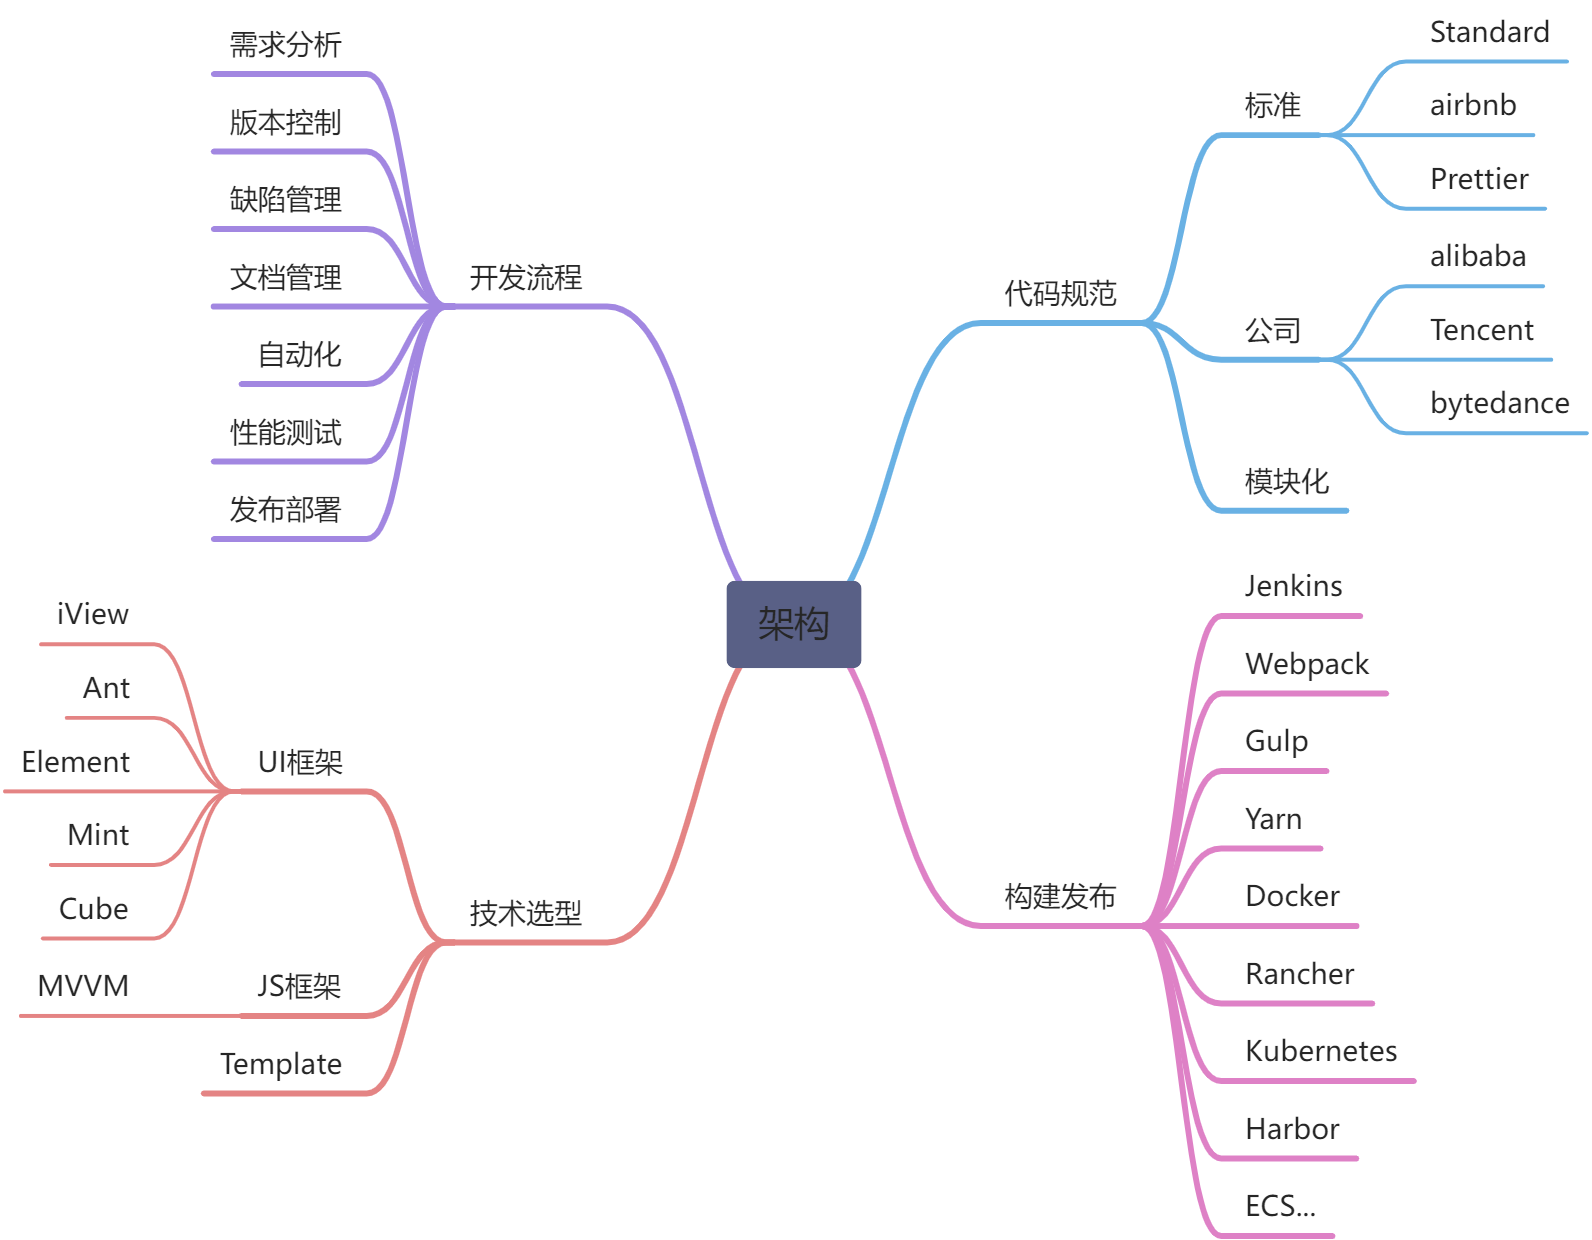 架构
开发流程
需求分析
版本控制
缺陷管理
文档管理
自动化
性能测试
发布部署
代码规范
标准
Standard
airbnb
Prettier
公司
alibaba
Tencent
bytedance
模块化
技术选型
UI框架
iView
Ant
Element
Mint
Cube
JS框架
MVVM
Template
构建发布
Jenkins
Webpack
Gulp
Yarn
Docker
Rancher
Kubernetes
Harbor
ECS...